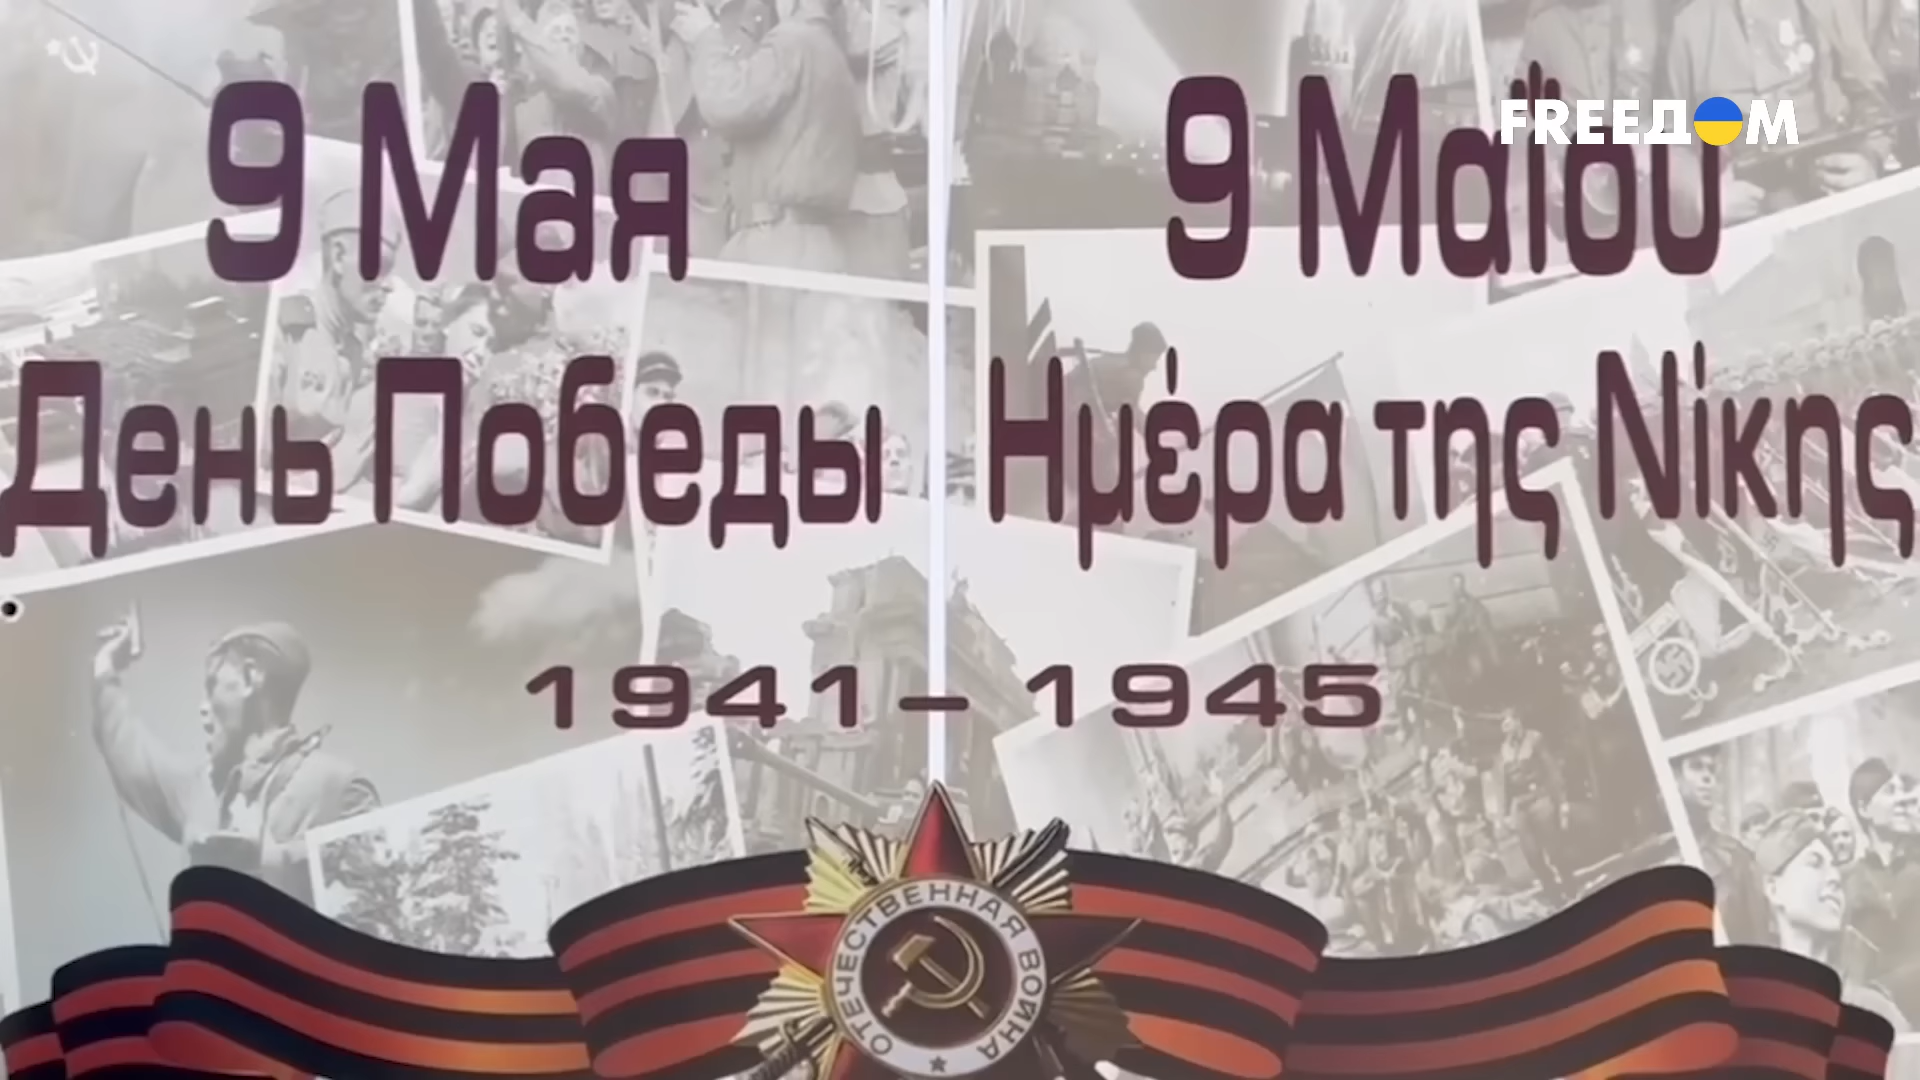 FREEДOM
9 Мая
9 Μαΐου
День Победы
Ημέρα της Νίκης
1941–1945
ОТЕЧЕСТВЕННАЯ ВОЙНА